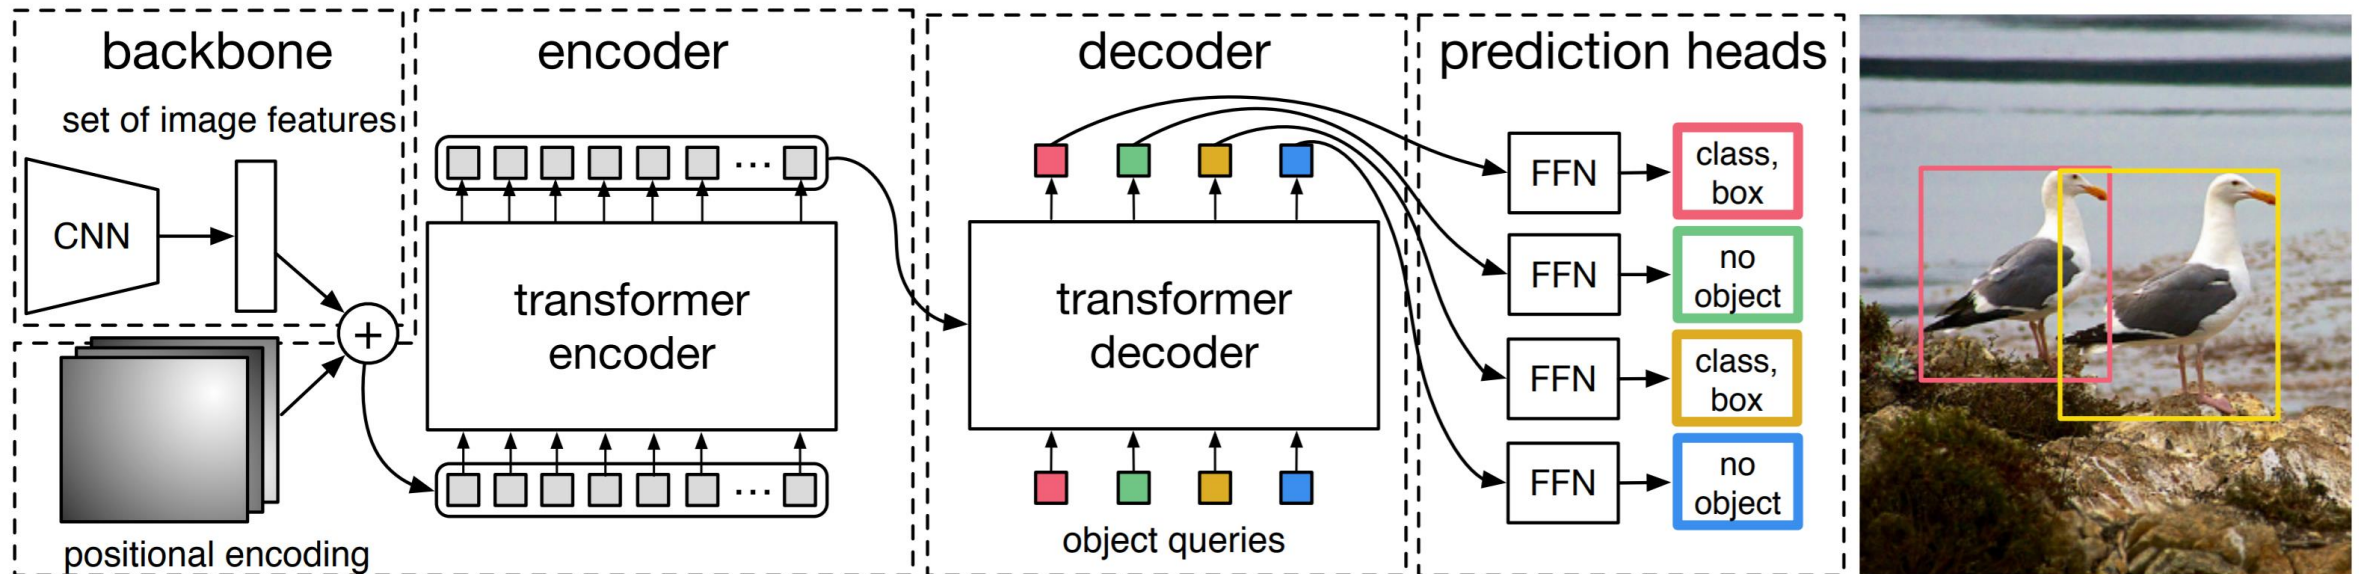 backbone
set of image features
CNN
+
positional encoding
encoder
...
transformer
encoder
...
decoder
transformer
decoder
object queries
prediction heads
FFN
class,
box
FFN
no
object
FFN
class,
box
FFN
no
object